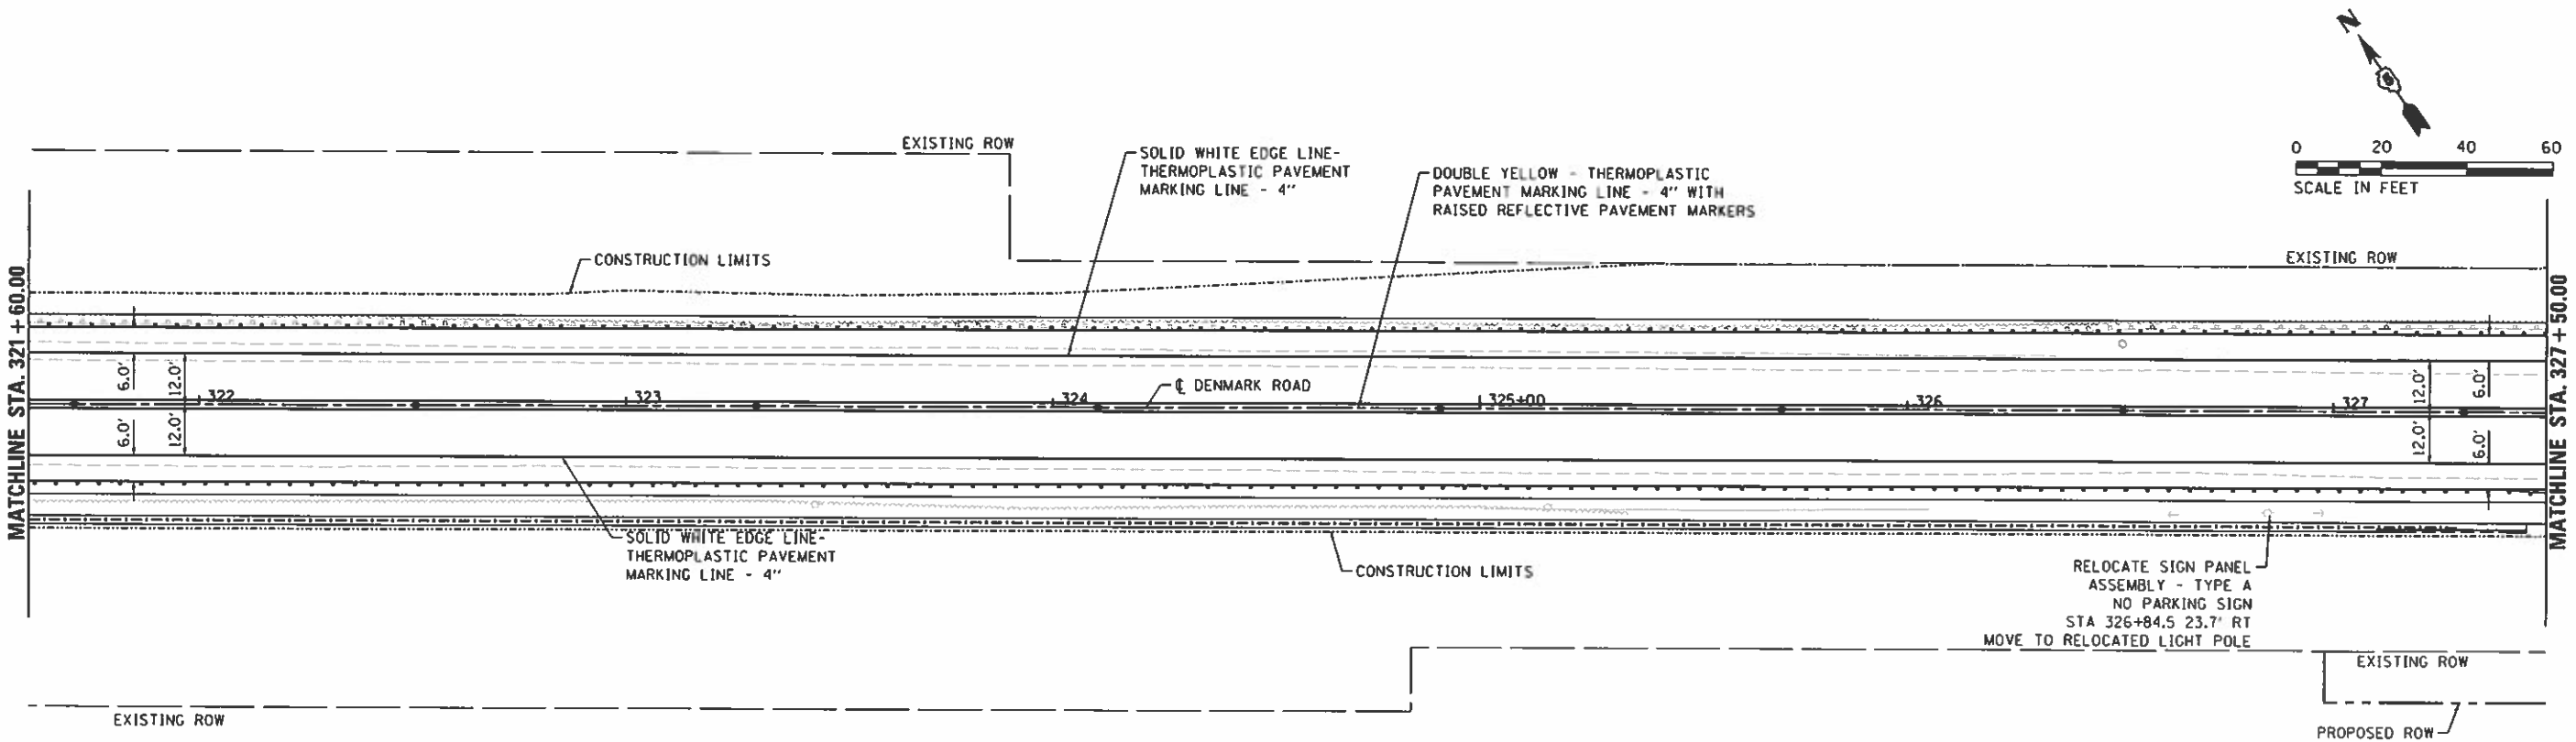 N
0 20 40 60
SCALE IN FEET
EXISTING ROW
SOLID WHITE EDGE LINE-
THERMOPLASTIC PAVEMENT
MARKING LINE - 4"
DOUBLE YELLOW - THERMOPLASTIC
PAVEMENT MARKING LINE - 4" WITH
RAISED REFLECTIVE PAVEMENT MARKERS
CONSTRUCTION LIMITS
EXISTING ROW
MATCHLINE STA. 321+60.00
MATCHLINE STA. 327+50.00
6.0' 12.0'
12.0' 6.0'
322 323 324 325+00 326 327
℄ DENMARK ROAD
6.0' 12.0'
12.0' 6.0'
SOLID WHITE EDGE LINE-
THERMOPLASTIC PAVEMENT
MARKING LINE - 4"
CONSTRUCTION LIMITS
RELOCATE SIGN PANEL
ASSEMBLY - TYPE A
NO PARKING SIGN
STA 326+84.5 23.7' RT
MOVE TO RELOCATED LIGHT POLE
EXISTING ROW
EXISTING ROW
PROPOSED ROW